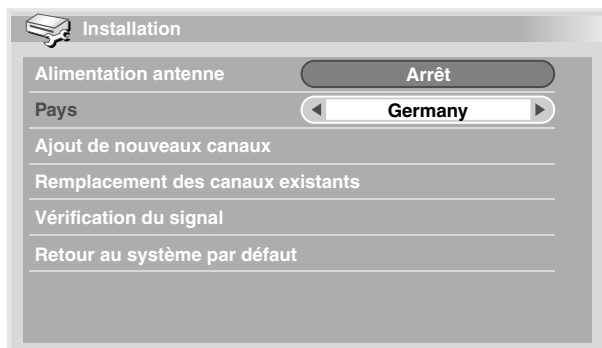 Installation
Alimentation antenne Arrêt
Pays Germany
Ajout de nouveaux canaux
Remplacement des canaux existants
Vérification du signal
Retour au système par défaut